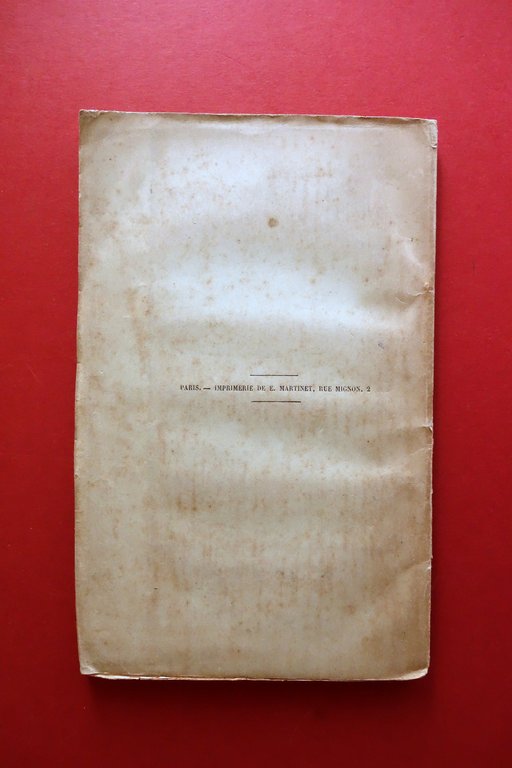 PARIS. — IMPRIMERIE DE E. MARTINET, RUE MIGNON, 2